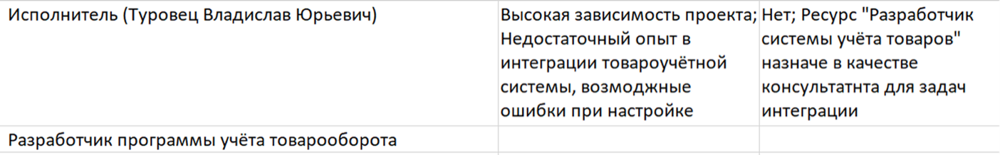 Исполнитель (Туровец Владислав Юрьевич)
Высокая зависимость проекта;
Недостаточный опыт в
интеграции товароучётной
системы, возмоджные
ошибки при настройке
Нет; Ресурс "Разработчик
системы учёта товаров"
назначе в качестве
консультатнта для задач
интеграции
Разработчик программы учёта товарооборота